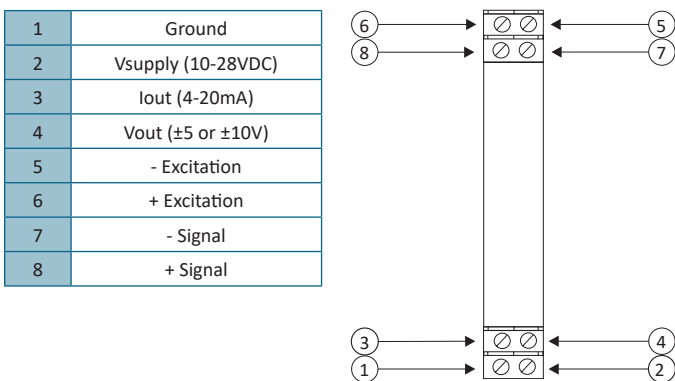 1 Ground
2 Vsupply (10-28VDC)
3 Iout (4-20mA)
4 Vout (±5 or ±10V)
5 - Excitation
6 + Excitation
7 - Signal
8 + Signal
6 5
8 7
3 4
1 2